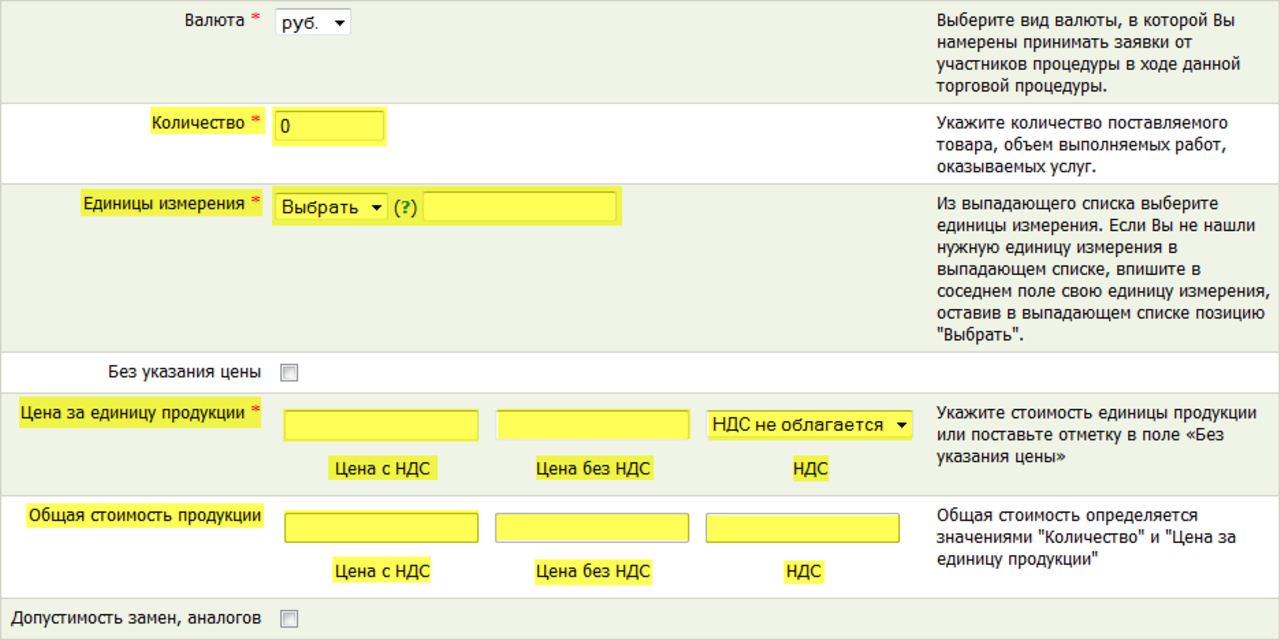 Валюта *
руб.
Выберите вид валюты, в которой Вы
намерены принимать заявки от
участников процедуры в ходе данной
торговой процедуры.
Количество *
0
Укажите количество поставляемого
товара, объем выполняемых работ,
оказываемых услуг.
Единицы измерения *
Выбрать (?)
Из выпадающего списка выберите
единицы измерения. Если Вы не нашли
нужную единицу измерения в
выпадающем списке, впишите в
соседнем поле свою единицу измерения,
оставив в выпадающем списке позицию
"Выбрать".
Без указания цены
Цена за единицу продукции *
НДС не облагается
Цена с НДС
Цена без НДС
НДС
Укажите стоимость единицы продукции
или поставьте отметку в поле «Без
указания цены»
Общая стоимость продукции
Цена с НДС
Цена без НДС
НДС
Общая стоимость определяется
значениями "Количество" и "Цена за
единицу продукции"
Допустимость замен, аналогов